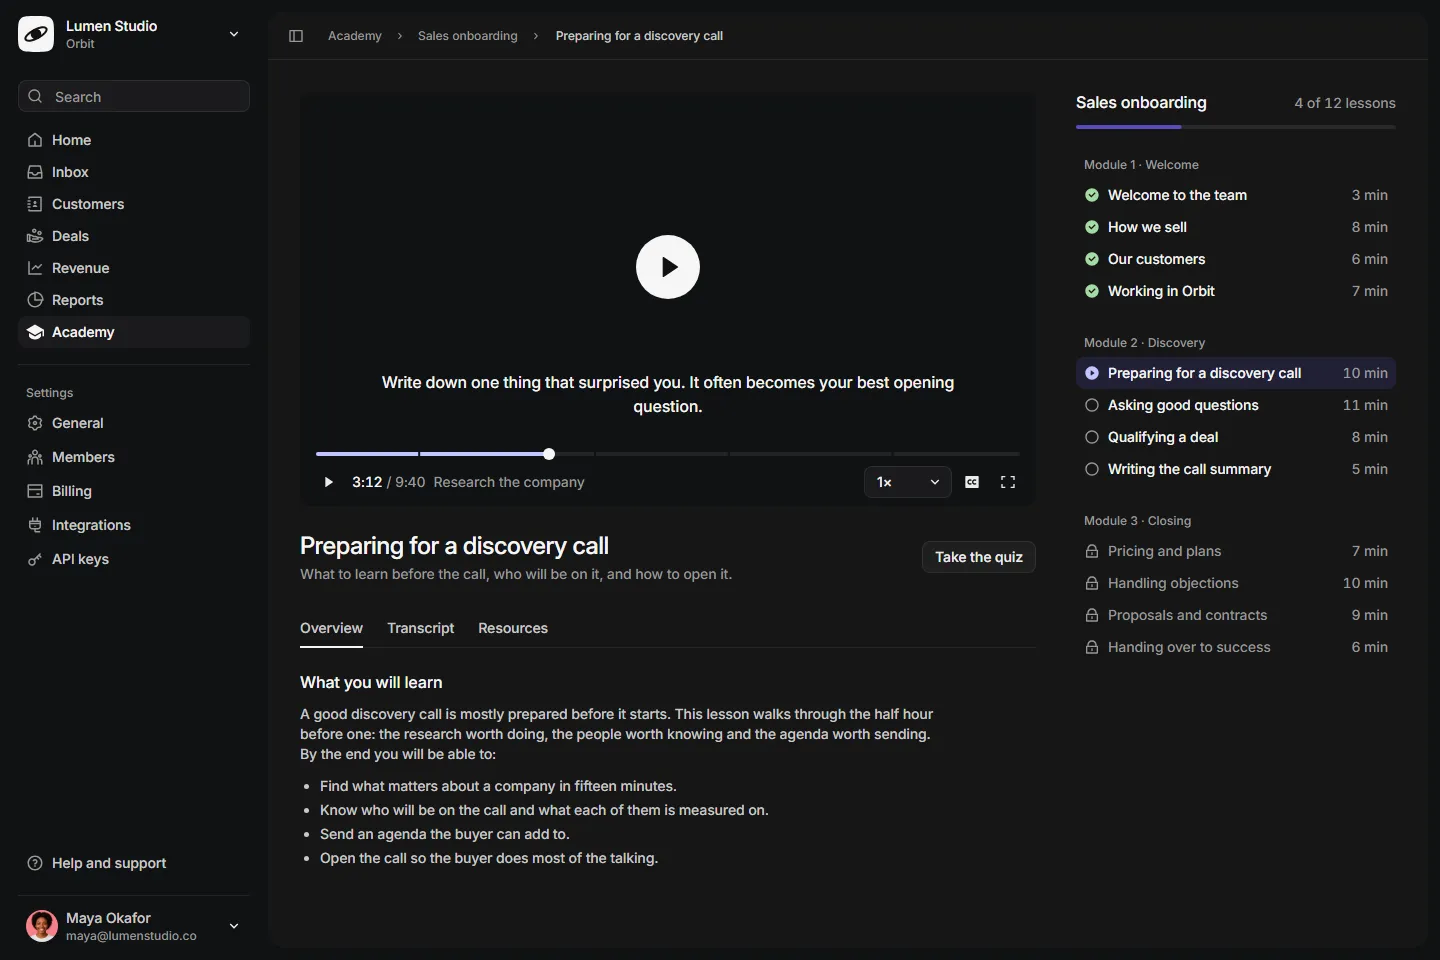 Lumen Studio
Orbit
Search
Home
Inbox
Customers
Deals
Revenue
Reports
Academy
Settings
General
Members
Billing
Integrations
API keys
Help and support
Maya Okafor
maya@lumenstudio.co
Academy > Sales onboarding > Preparing for a discovery call
Write down one thing that surprised you. It often becomes your best opening
question.
3:12 / 9:40 Research the company
1×
CC
Preparing for a discovery call
What to learn before the call, who will be on it, and how to open it.
Take the quiz
Overview Transcript Resources
What you will learn
A good discovery call is mostly prepared before it starts. This lesson walks through the half hour
before one: the research worth doing, the people worth knowing and the agenda worth sending.
By the end you will be able to:
• Find what matters about a company in fifteen minutes.
• Know who will be on the call and what each of them is measured on.
• Send an agenda the buyer can add to.
• Open the call so the buyer does most of the talking.
Sales onboarding 4 of 12 lessons
Module 1 · Welcome
Welcome to the team 3 min
How we sell 8 min
Our customers 6 min
Working in Orbit 7 min
Module 2 · Discovery
Preparing for a discovery call 10 min
Asking good questions 11 min
Qualifying a deal 8 min
Writing the call summary 5 min
Module 3 · Closing
Pricing and plans 7 min
Handling objections 10 min
Proposals and contracts 9 min
Handing over to success 6 min